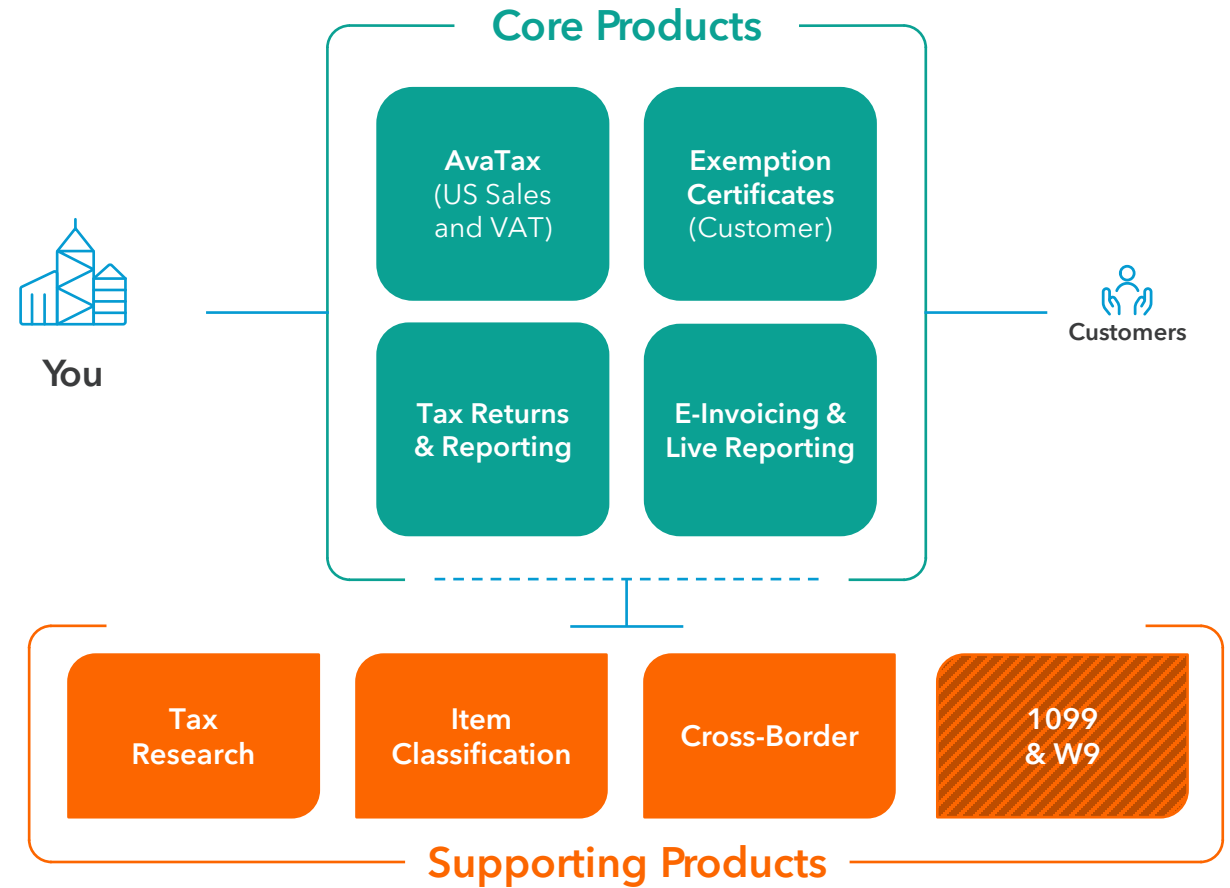 Core Products
AvaTax
(US Sales
and VAT)
Exemption
Certificates
(Customer)
You
Customers
Tax Returns
& Reporting
E-Invoicing &
Live Reporting
Tax
Research
Item
Classification
Cross-Border
1099
& W9
Supporting Products